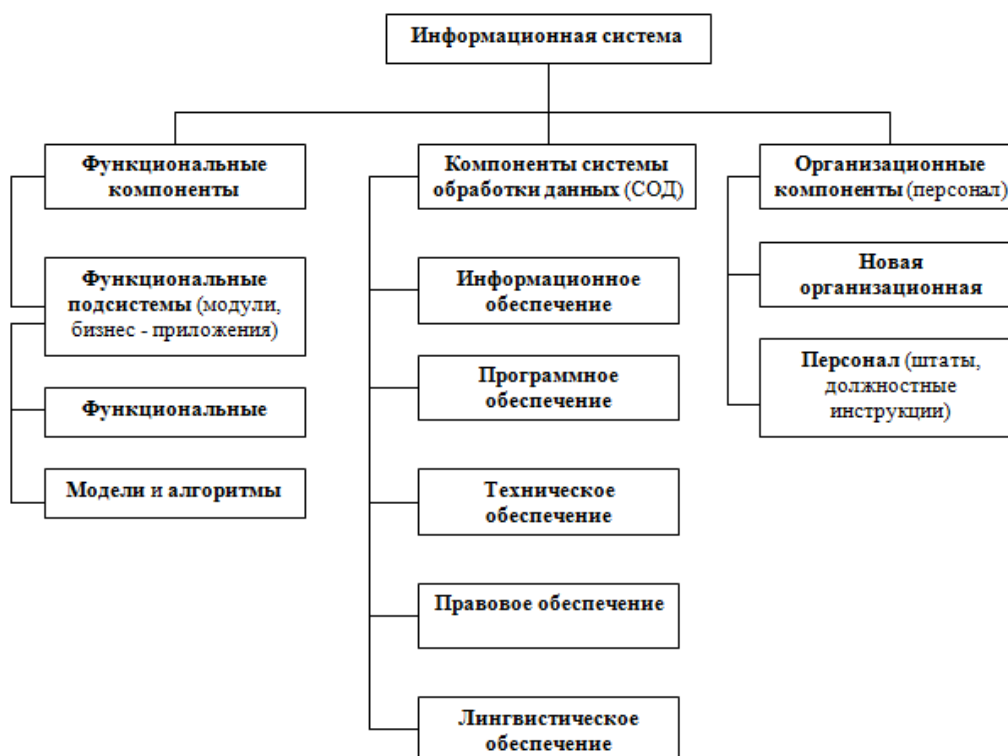 Информационная система
Функциональные
компоненты
Функциональные
подсистемы (модули,
бизнес - приложения)
Функциональные
Модели и алгоритмы
Компоненты системы
обработки данных (СОД)
Информационное
обеспечение
Программное
обеспечение
Техническое
обеспечение
Правовое обеспечение
Лингвистическое
обеспечение
Организационные
компоненты (персонал)
Новая
организационная
Персонал (штаты,
должностные
инструкции)